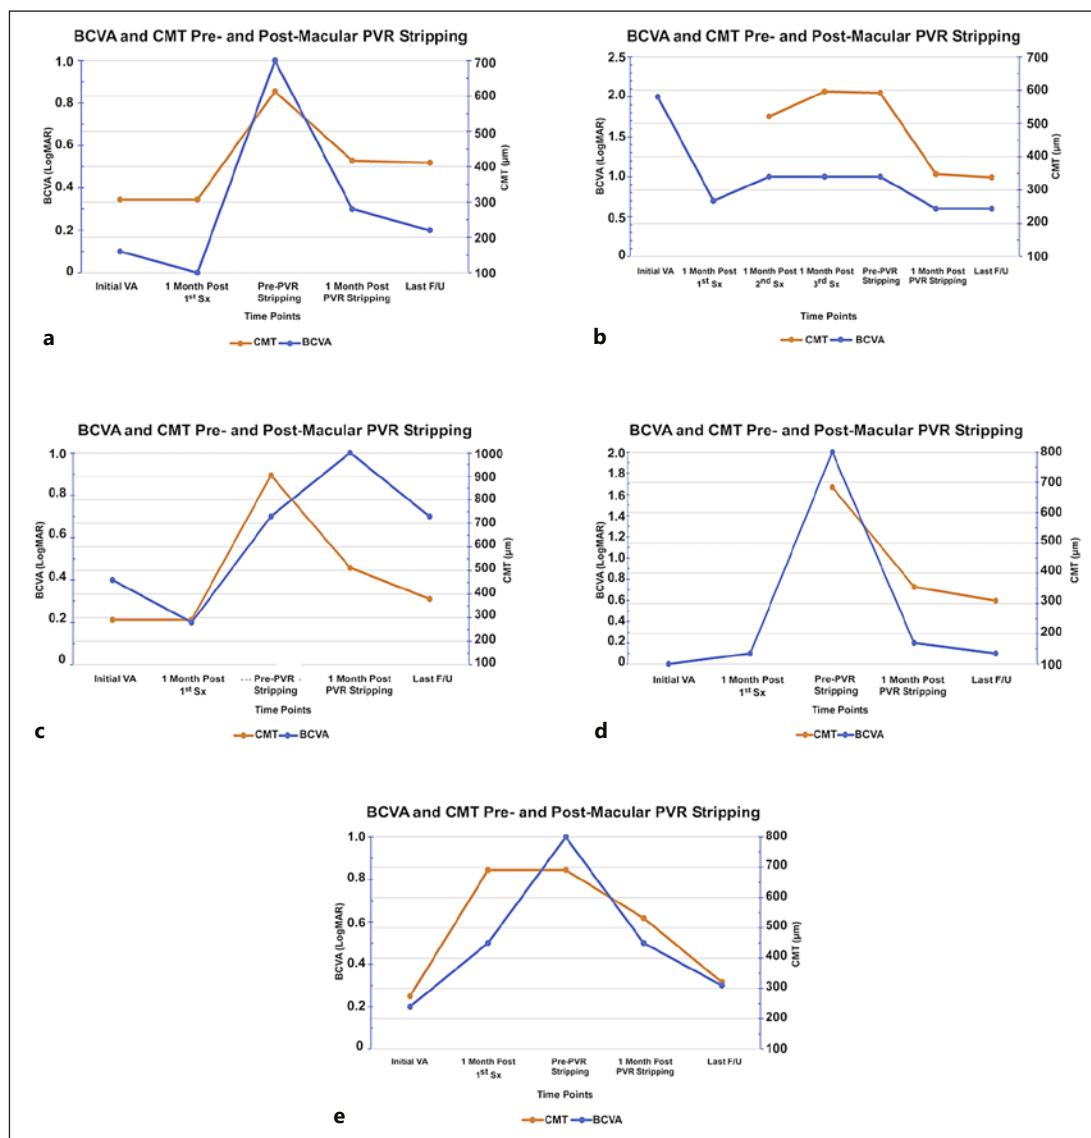 BCVA and CMT Pre- and Post-Macular PVR Stripping
1.0
0.8
0.6
0.4
0.2
0
BCVA (LogMAR)
700
600
500
400
300
200
100
CMT (µm)
Initial VA
1 Month Post
1st Sx
Pre-PVR
Stripping
1 Month Post
PVR Stripping
Last F/U
Time Points
a
CMT
BCVA
BCVA and CMT Pre- and Post-Macular PVR Stripping
2.5
2.0
1.5
1.0
0.5
0
BCVA (LogMAR)
700
600
500
400
300
200
100
CMT (µm)
Initial VA
1 Month Post
1st Sx
1 Month Post
2nd Sx
1 Month Post
3rd Sx
Pre-PVR
Stripping
1 Month Post
PVR Stripping
Last F/U
Time Points
b
CMT
BCVA
BCVA and CMT Pre- and Post-Macular PVR Stripping
1.0
0.8
0.6
0.4
0.2
0
BCVA (LogMAR)
1000
900
700
600
500
400
300
200
100
CMT (µm)
Initial VA
1 Month Post
1st Sx
Pre-PVR
Stripping
1 Month Post
PVR Stripping
Last F/U
Time Points
c
CMT
BCVA
BCVA and CMT Pre- and Post-Macular PVR Stripping
2.0
1.8
1.6
1.4
1.2
1.0
0.8
0.6
0.4
0.2
0
BCVA (LogMAR)
800
700
600
500
400
300
200
100
CMT (µm)
Initial VA
1 Month Post
1st Sx
Pre-PVR
Stripping
1 Month Post
PVR Stripping
Last F/U
Time Points
d
CMT
BCVA
BCVA and CMT Pre- and Post-Macular PVR Stripping
1.0
0.8
0.6
0.4
0.2
0
BCVA (LogMAR)
800
700
600
500
400
300
200
100
CMT (µm)
Initial VA
1 Month Post
1st Sx
Pre-PVR
Stripping
1 Month Post
PVR Stripping
Last F/U
Time Points
e
CMT
BCVA